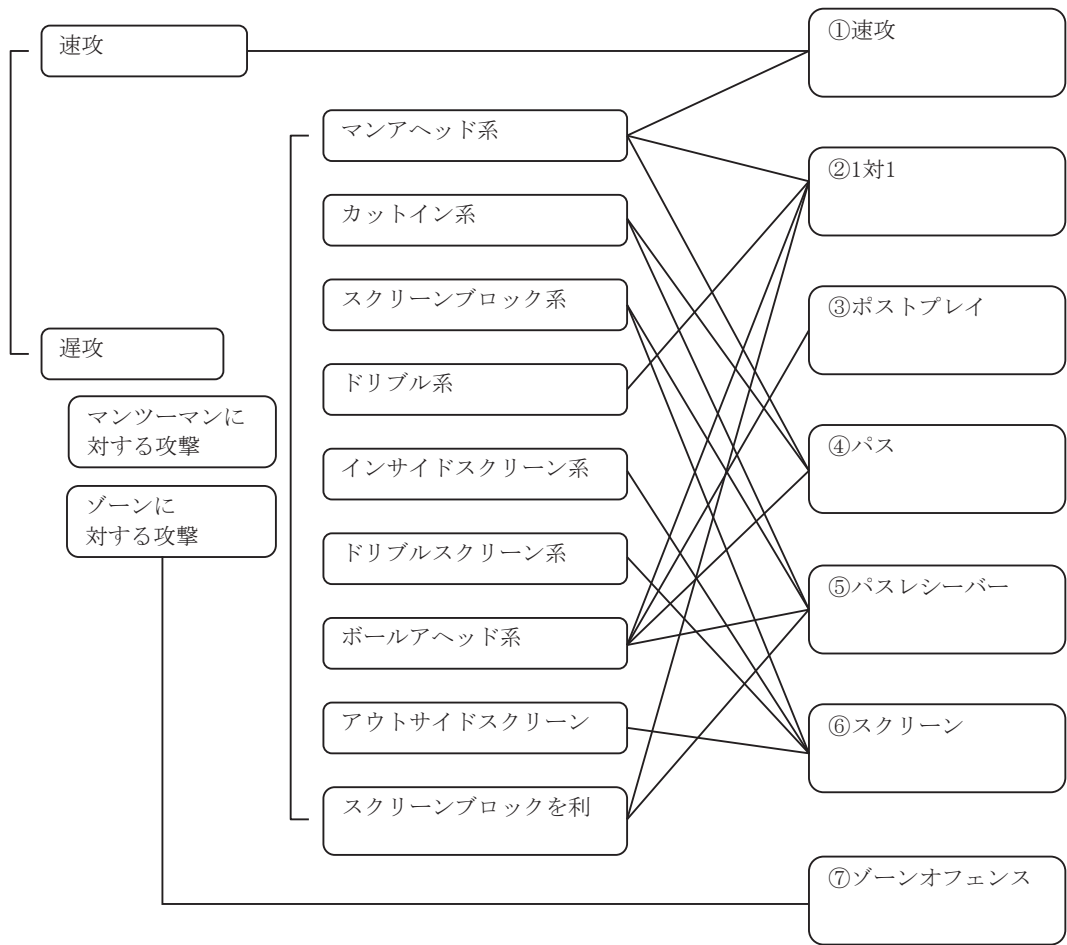 速攻
遅攻
マンツーマンに
対する攻撃
ゾーンに
対する攻撃
マンアヘッド系
カットイン系
スクリーンブロック系
ドリブル系
インサイドスクリーン系
ドリブルスクリーン系
ボールアヘッド系
アウトサイドスクリーン
スクリーンブロックを利
①速攻
②1対1
③ポストプレイ
④パス
⑤パスレシーバー
⑥スクリーン
⑦ゾーンオフェンス